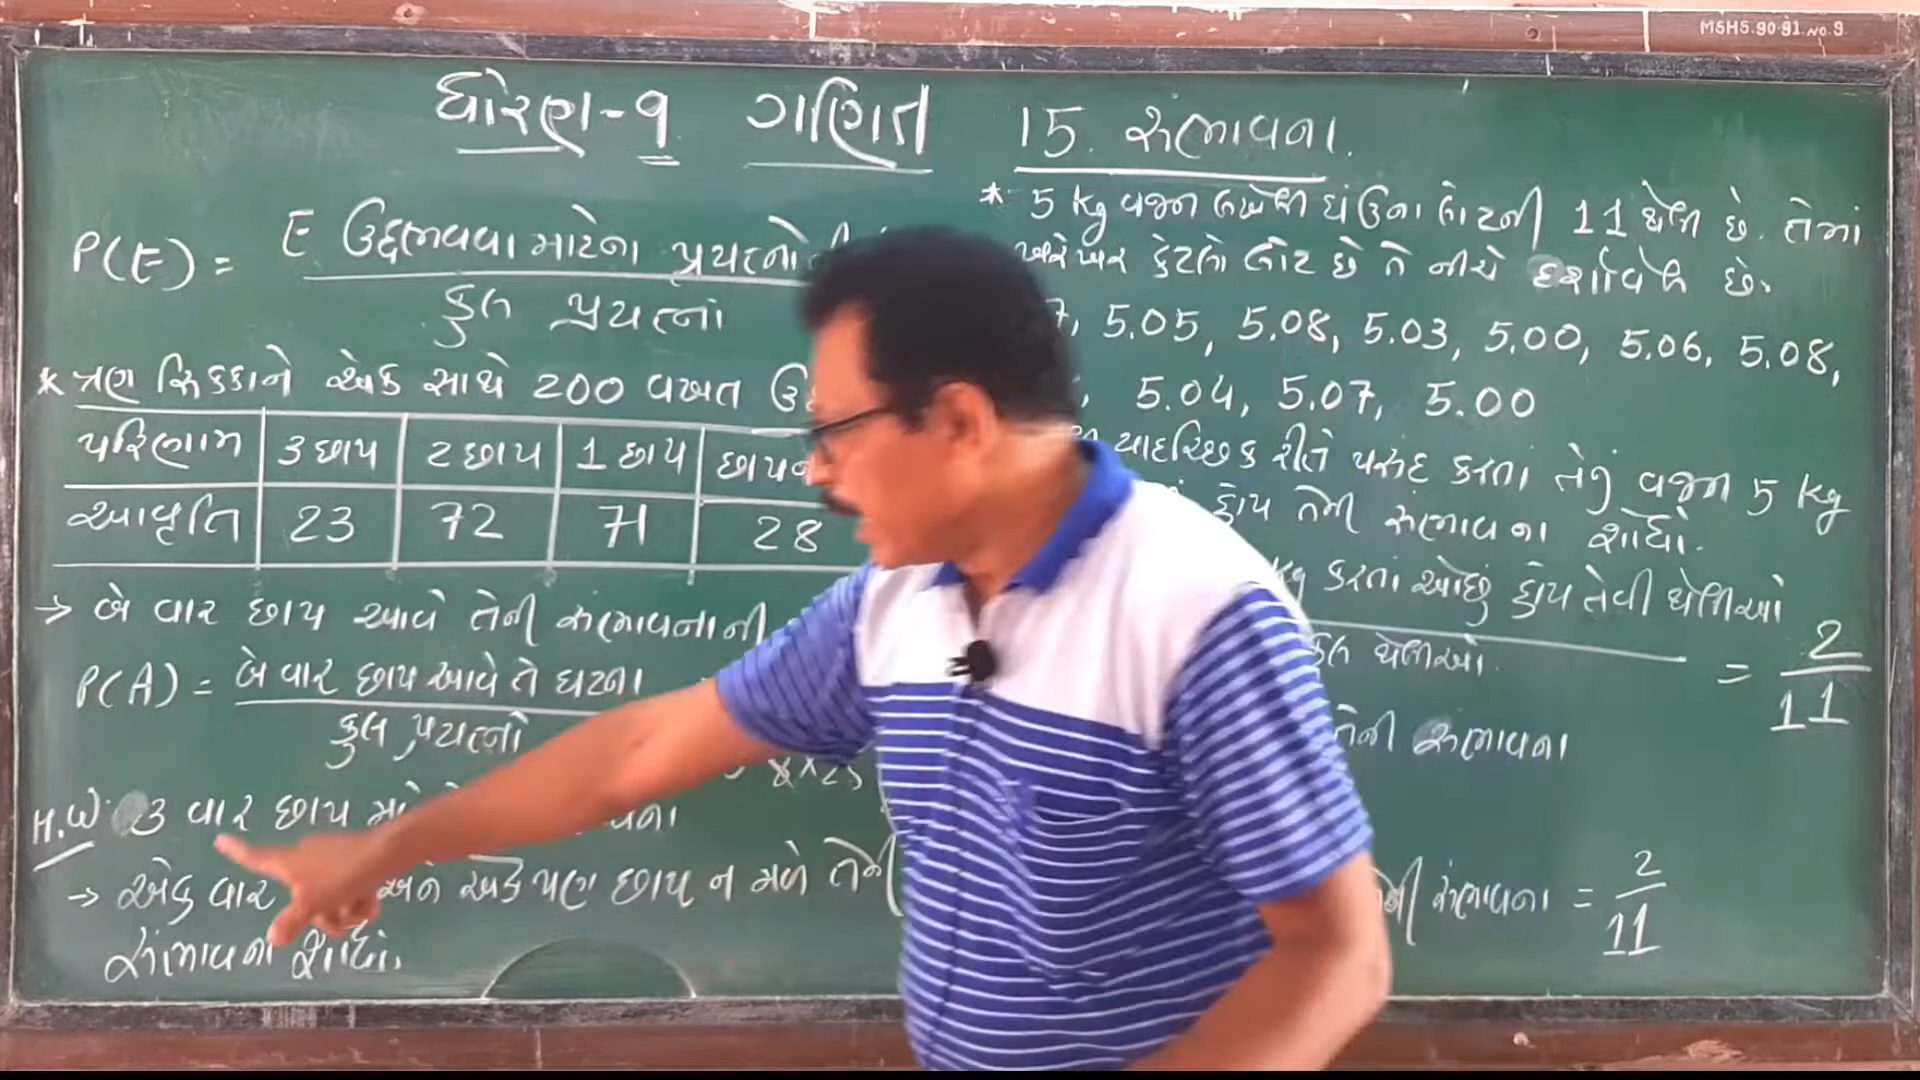 MSHS.90-91.NO.9
ધોરણ-૧ ગણિત
15. સંભાવના.
P(E) = E ઉદ્ભવવા માટેના પ્રયત્નો
કુલ પ્રયત્નો
* ત્રણ સિક્કાને એક સાથે 200 વખત
પરિણામ 3 છાપ 2 છાપ 1 છાપ
આવૃતિ 23 72 71 28
→ બે વાર છાપ આવે તેની સંભાવનાની
P(A) = બે વાર છાપ આવે તે ઘટના
કુલ પ્રયત્નો
H.W. 3 વાર છાપ
→ એક વાર અને એકે પણ છાપ ન મળે તેની
સંભાવના શોધો.
* 5 kg વજન લખેલી ઘઉંના લોટની 11 થેલી છે. તેમાં
ખરેખર કેટલો લોટ છે તે નીચે દર્શાવેલ છે.
5.05, 5.08, 5.03, 5.00, 5.06, 5.08,
5.04, 5.07, 5.00
યાદચ્છિક રીતે પસંદ કરતાં તેનું વજન 5 kg
હોય તેની સંભાવના શોધો.
kg કરતાં ઓછું હોય તેવી થેલીઓ
કુલ થેલીઓ.
= 2/11
તેની સંભાવના
સંભાવના = 2/11